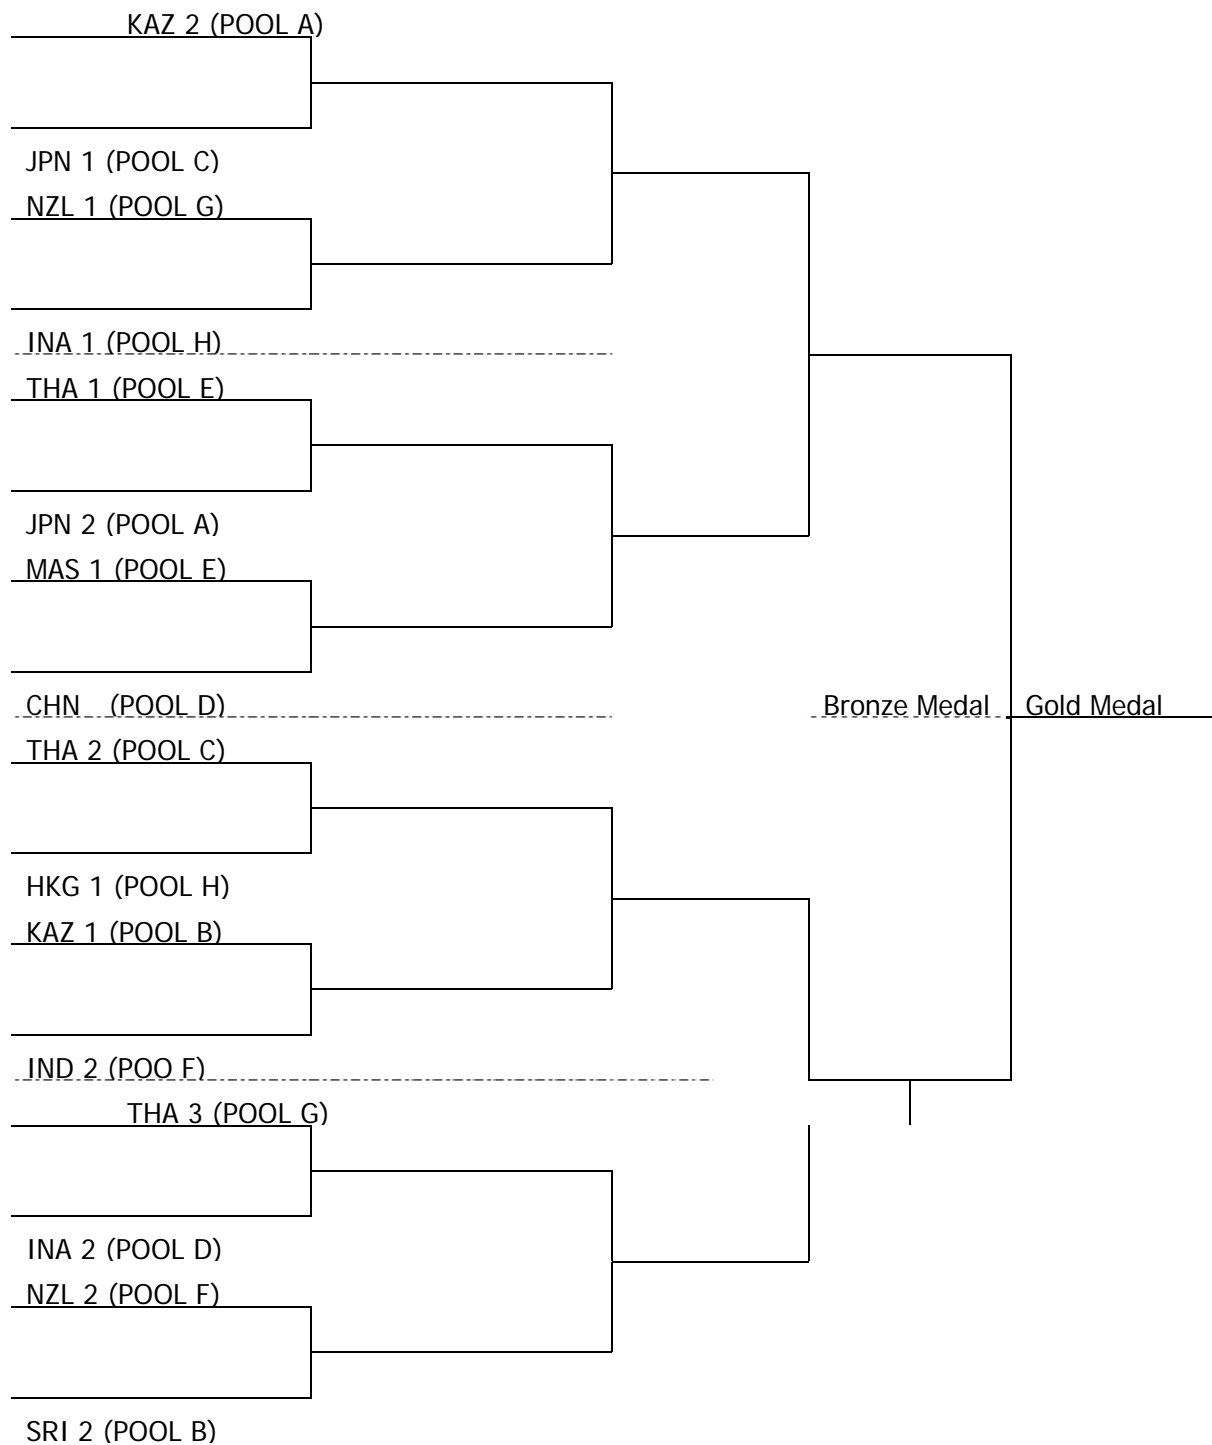 KAZ 2 (POOL A)
JPN 1 (POOL C)
NZL 1 (POOL G)
INA 1 (POOL H)
THA 1 (POOL E)
JPN 2 (POOL A)
MAS 1 (POOL E)
CHN (POOL D)
Bronze Medal Gold Medal
THA 2 (POOL C)
HKG 1 (POOL H)
KAZ 1 (POOL B)
IND 2 (POO F)
THA 3 (POOL G)
INA 2 (POOL D)
NZL 2 (POOL F)
SRI 2 (POOL B)